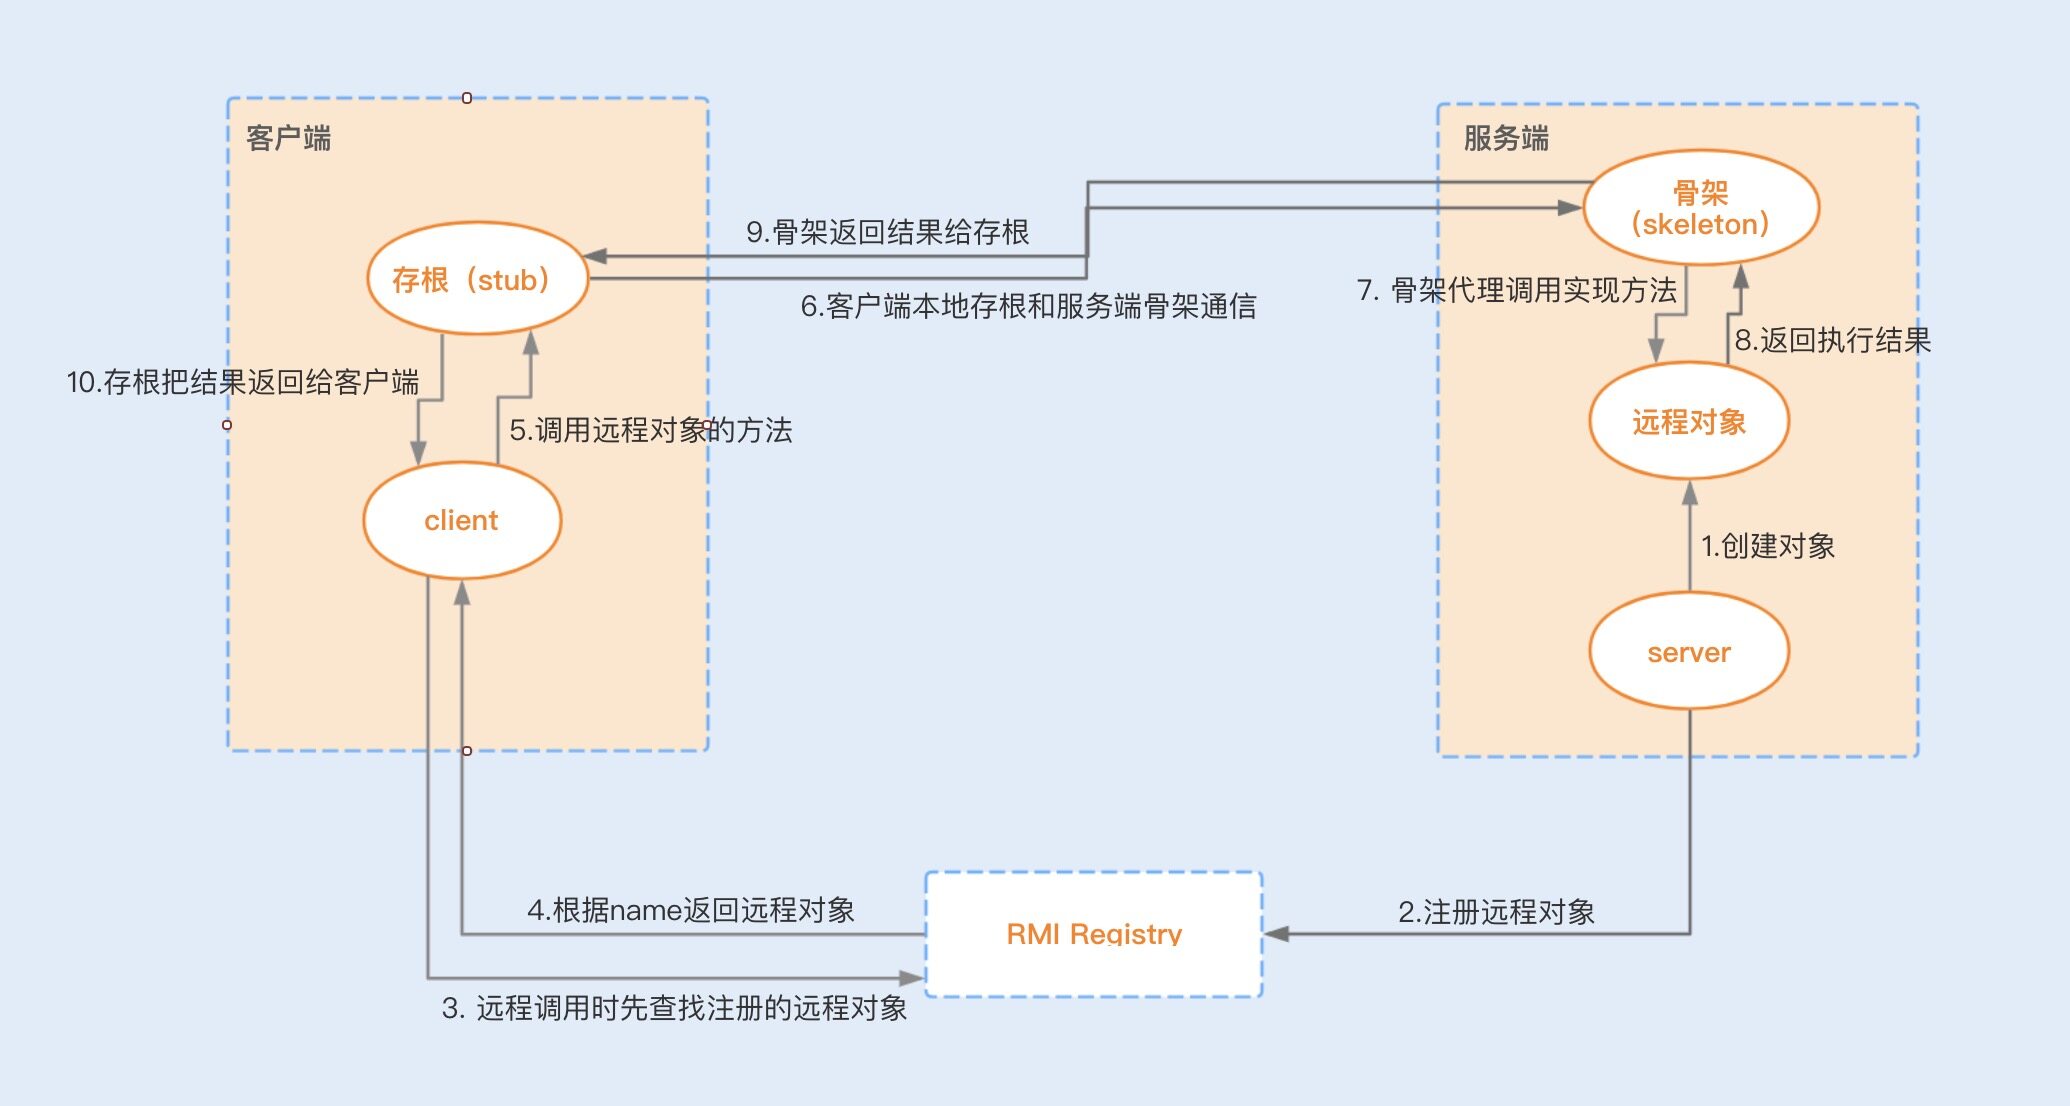 客户端
服务端
骨架
（skeleton）
9.骨架返回结果给存根
存根（stub）
6.客户端本地存根和服务端骨架通信
7. 骨架代理调用实现方法
8.返回执行结果
10.存根把结果返回给客户端
5.调用远程对象的方法
远程对象
client
1.创建对象
server
4.根据name返回远程对象
RMI Registry
2.注册远程对象
3. 远程调用时先查找注册的远程对象